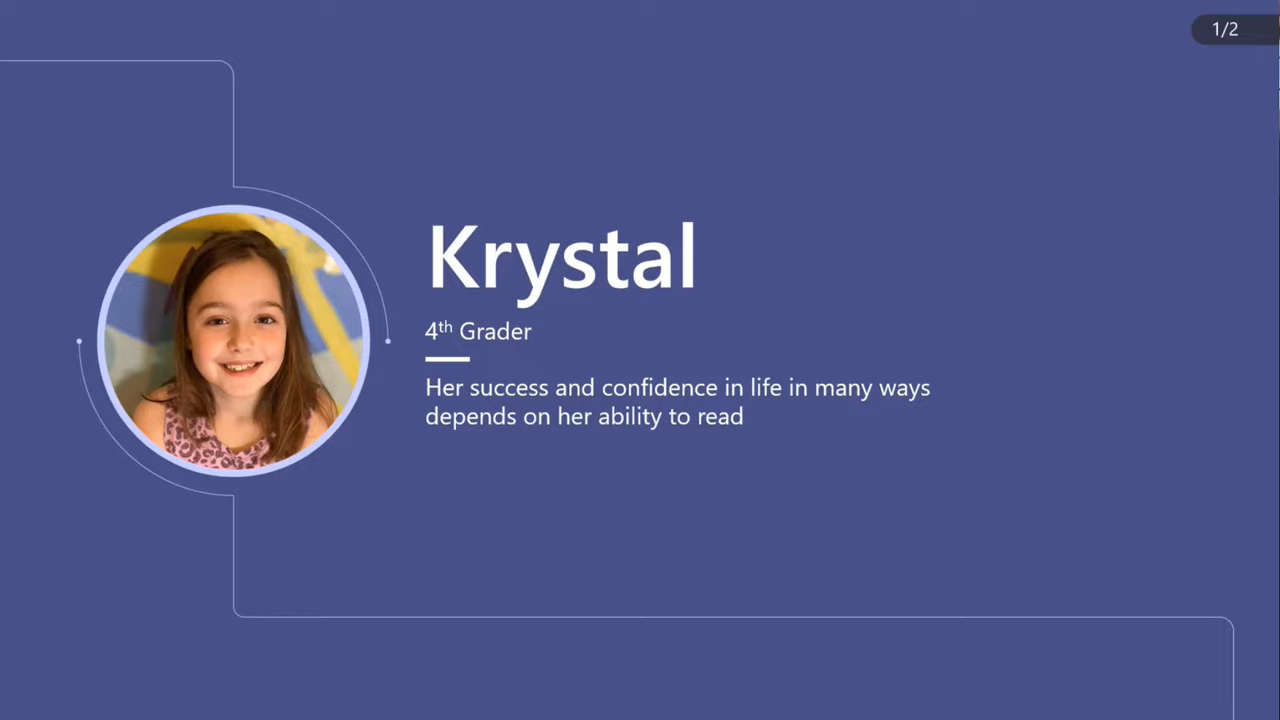 1/2
Krystal
4th Grader
Her success and confidence in life in many ways
depends on her ability to read